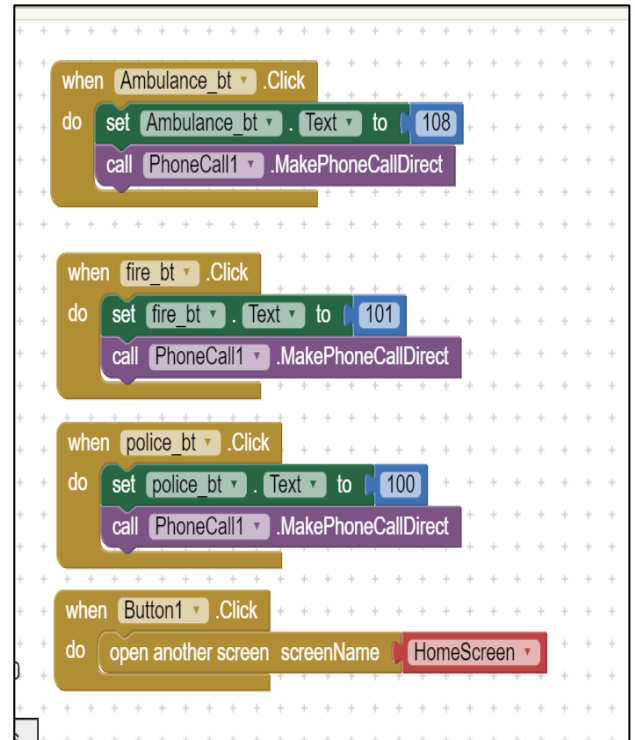 when Ambulance_bt .Click
do set Ambulance_bt . Text to 108
call PhoneCall1 .MakePhoneCallDirect
when fire_bt .Click
do set fire_bt . Text to 101
call PhoneCall1 .MakePhoneCallDirect
when police_bt .Click
do set police_bt . Text to 100
call PhoneCall1 .MakePhoneCallDirect
when Button1 .Click
do open another screen screenName HomeScreen